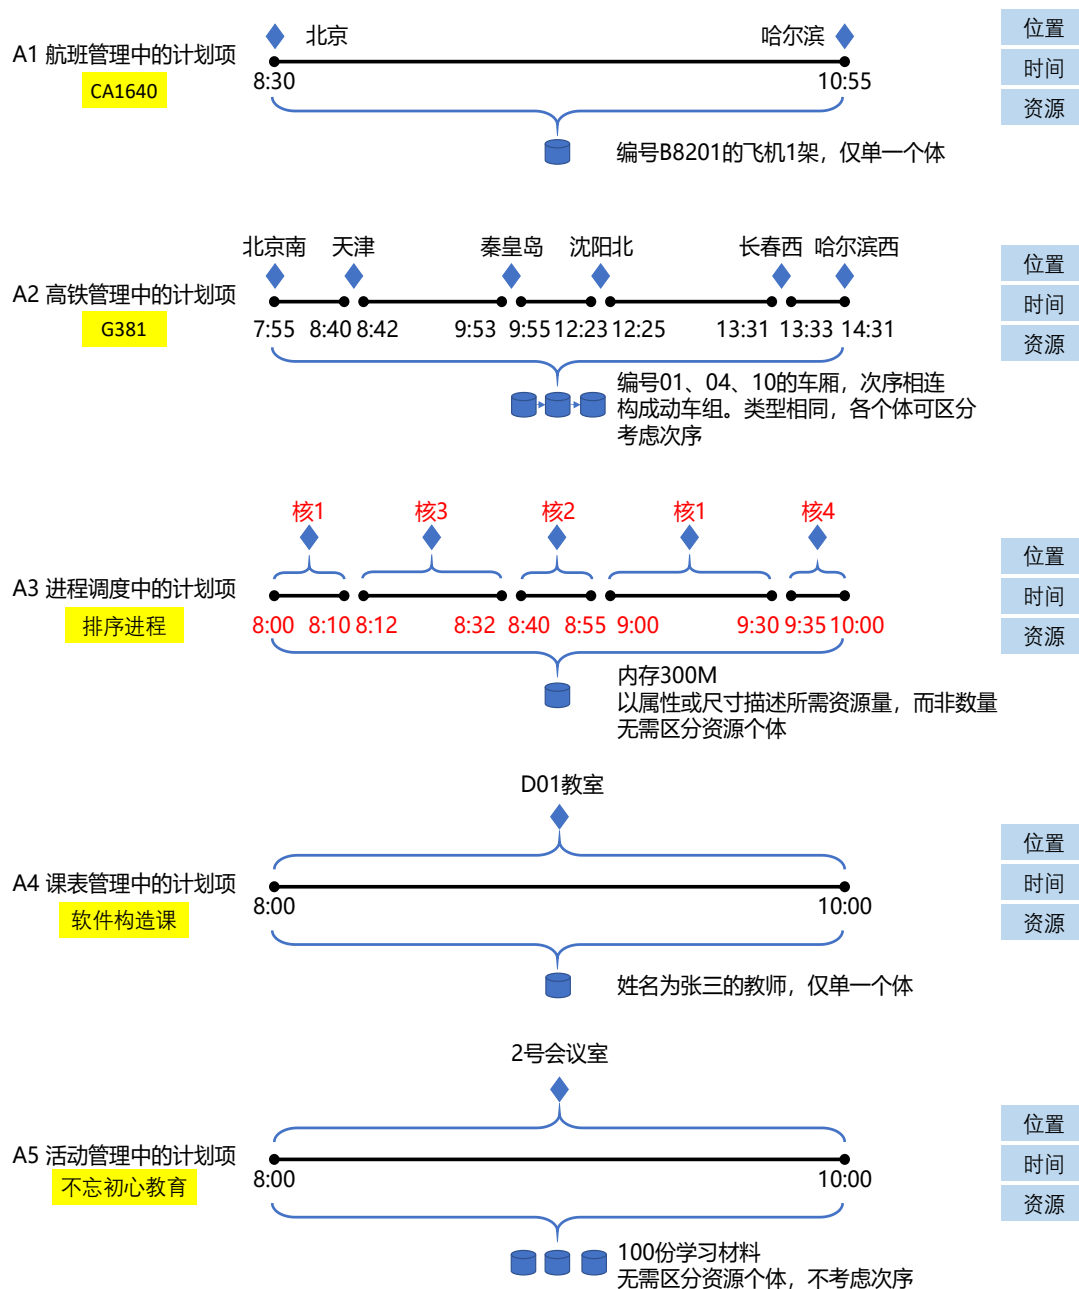 北京
哈尔滨
位置
A1 航班管理中的计划项
时间
CA1640
8:30
10:55
资源
编号B8201的飞机1架，仅单一个体
北京南
天津
秦皇岛
沈阳北
长春西
哈尔滨西
位置
A2 高铁管理中的计划项
时间
G381
7:55
8:40
8:42
9:53
9:55
12:23
12:25
13:31
13:33
14:31
资源
编号01、04、10的车厢，次序相连
构成动车组。类型相同，各个体可区分
考虑次序
核1
核3
核2
核1
核4
位置
A3 进程调度中的计划项
时间
排序进程
8:00
8:10
8:12
8:32
8:40
8:55
9:00
9:30
9:35
10:00
资源
内存300M
以属性或尺寸描述所需资源量，而非数量
无需区分资源个体
D01教室
位置
A4 课表管理中的计划项
时间
软件构造课
8:00
10:00
资源
姓名为张三的教师，仅单一个体
2号会议室
位置
A5 活动管理中的计划项
时间
不忘初心教育
8:00
10:00
资源
100份学习材料
无需区分资源个体，不考虑次序